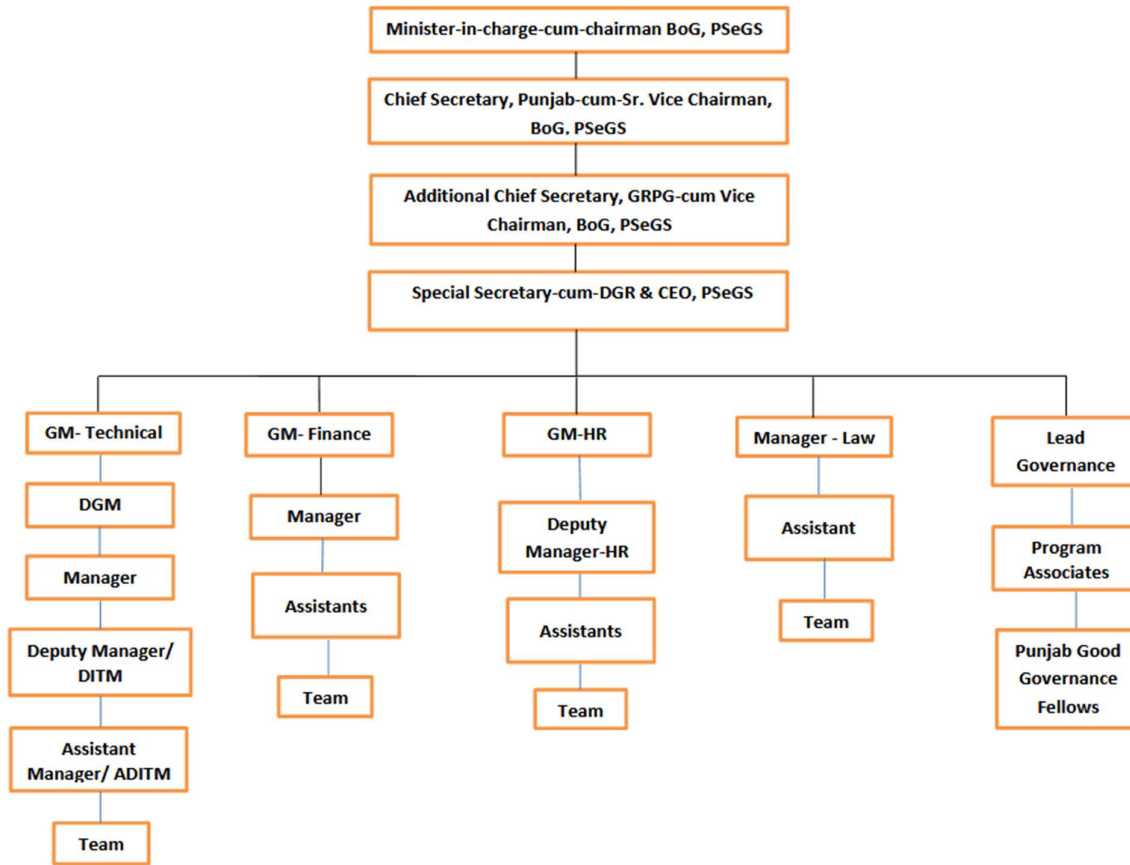 Minister-in-charge-cum-chairman BoG, PSeGS
Chief Secretary, Punjab-cum-Sr. Vice Chairman,
BoG. PSeGS
Additional Chief Secretary, GRPG-cum Vice
Chairman, BoG, PSeGS
Special Secretary-cum-DGR & CEO, PSeGS
GM- Technical
DGM
Manager
Deputy Manager/
DITM
Assistant
Manager/ ADITM
Team
GM- Finance
Manager
Assistants
Team
GM-HR
Deputy
Manager-HR
Assistants
Team
Manager - Law
Assistant
Team
Lead
Governance
Program
Associates
Punjab Good
Governance
Fellows